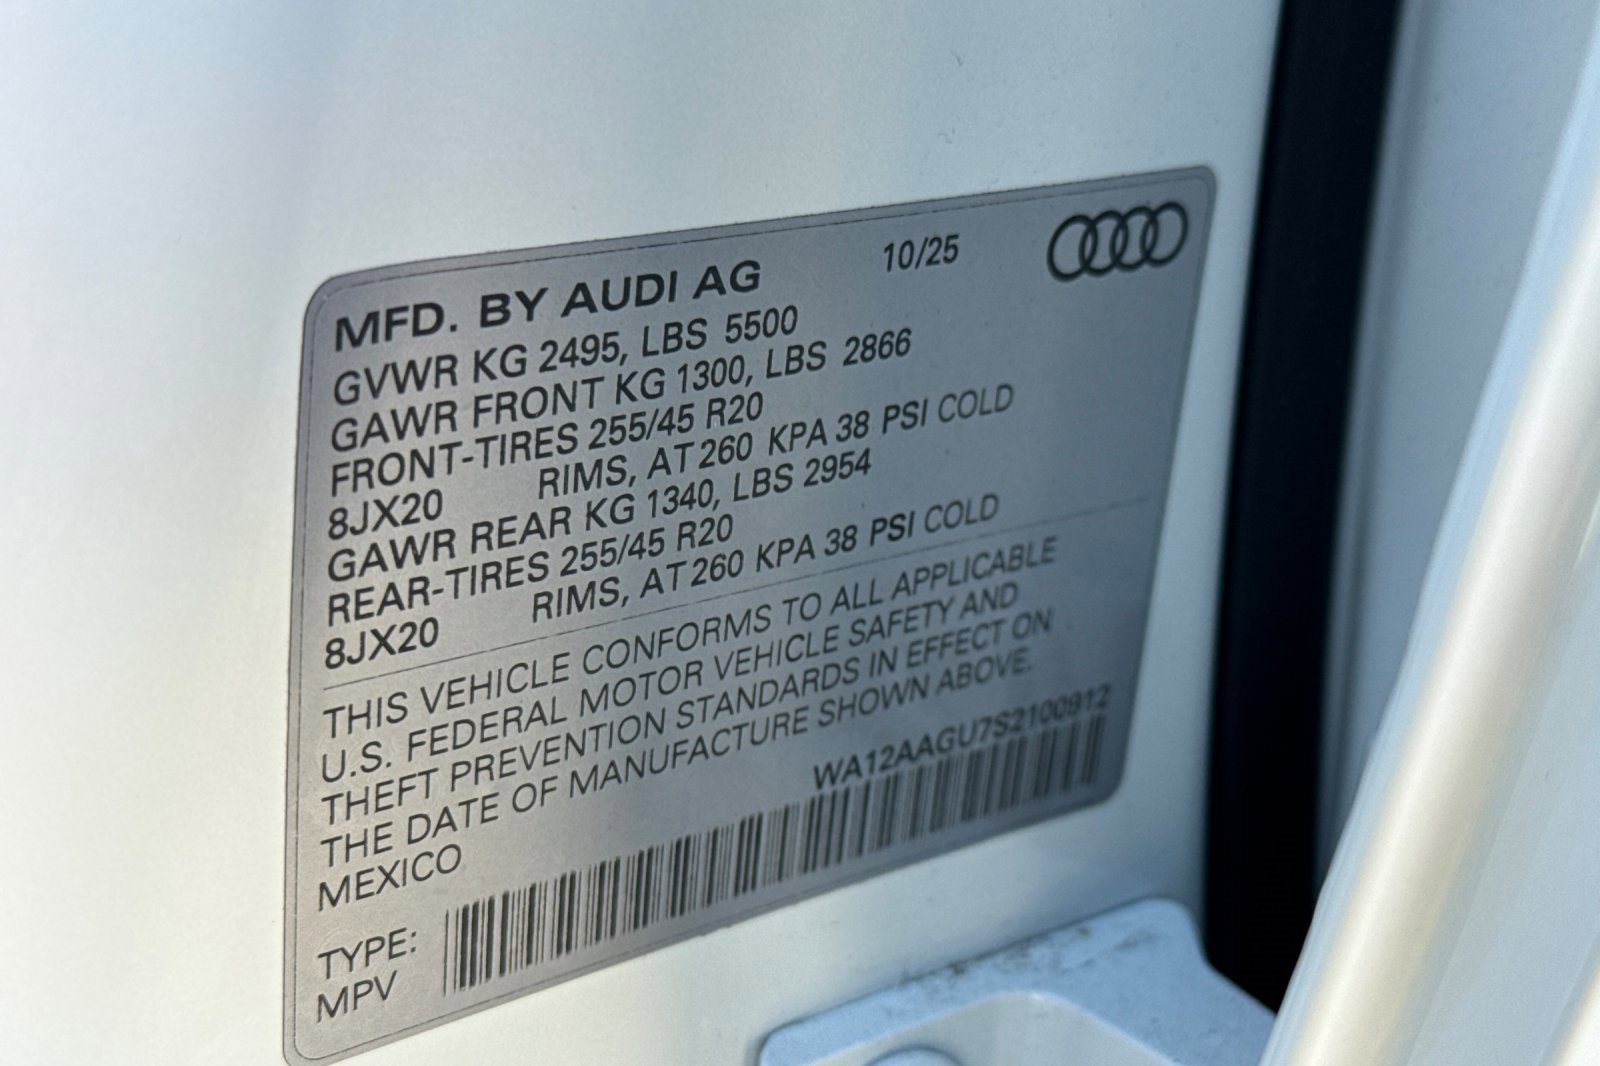 MFD. BY AUDI AG 10/25
GVWR KG 2495, LBS 5500
GAWR FRONT KG 1300, LBS 2866
FRONT-TIRES 255/45 R20
8JX20 RIMS, AT 260 KPA 38 PSI COLD
GAWR REAR KG 1340, LBS 2954
REAR-TIRES 255/45 R20
8JX20 RIMS, AT 260 KPA 38 PSI COLD
THIS VEHICLE CONFORMS TO ALL APPLICABLE
U.S. FEDERAL MOTOR VEHICLE SAFETY AND
THEFT PREVENTION STANDARDS IN EFFECT ON
THE DATE OF MANUFACTURE SHOWN ABOVE.
MEXICO
WA12AAGU7S2100912
TYPE:
MPV